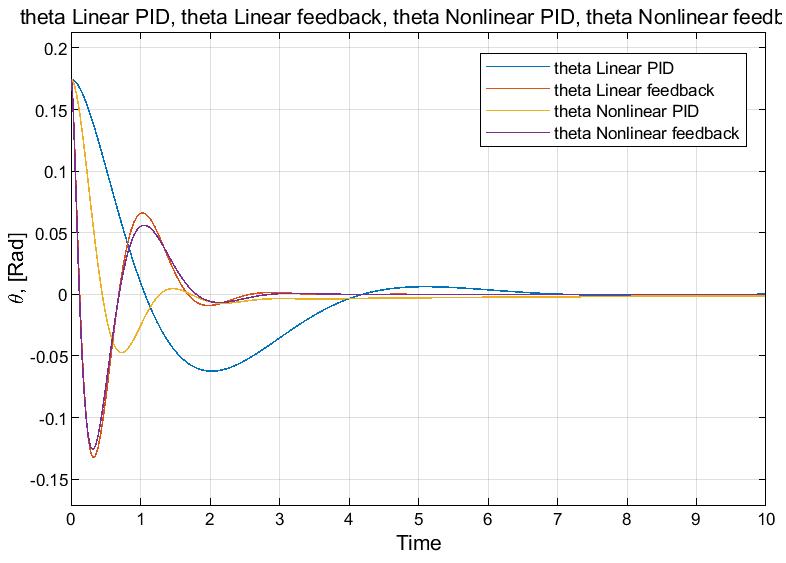 theta Linear PID, theta Linear feedback, theta Nonlinear PID, theta Nonlinear feedb
0.2
0.15
0.1
0.05
0
-0.05
-0.1
-0.15
θ, [Rad]
theta Linear PID
theta Linear feedback
theta Nonlinear PID
theta Nonlinear feedback
0 1 2 3 4 5 6 7 8 9 10
Time